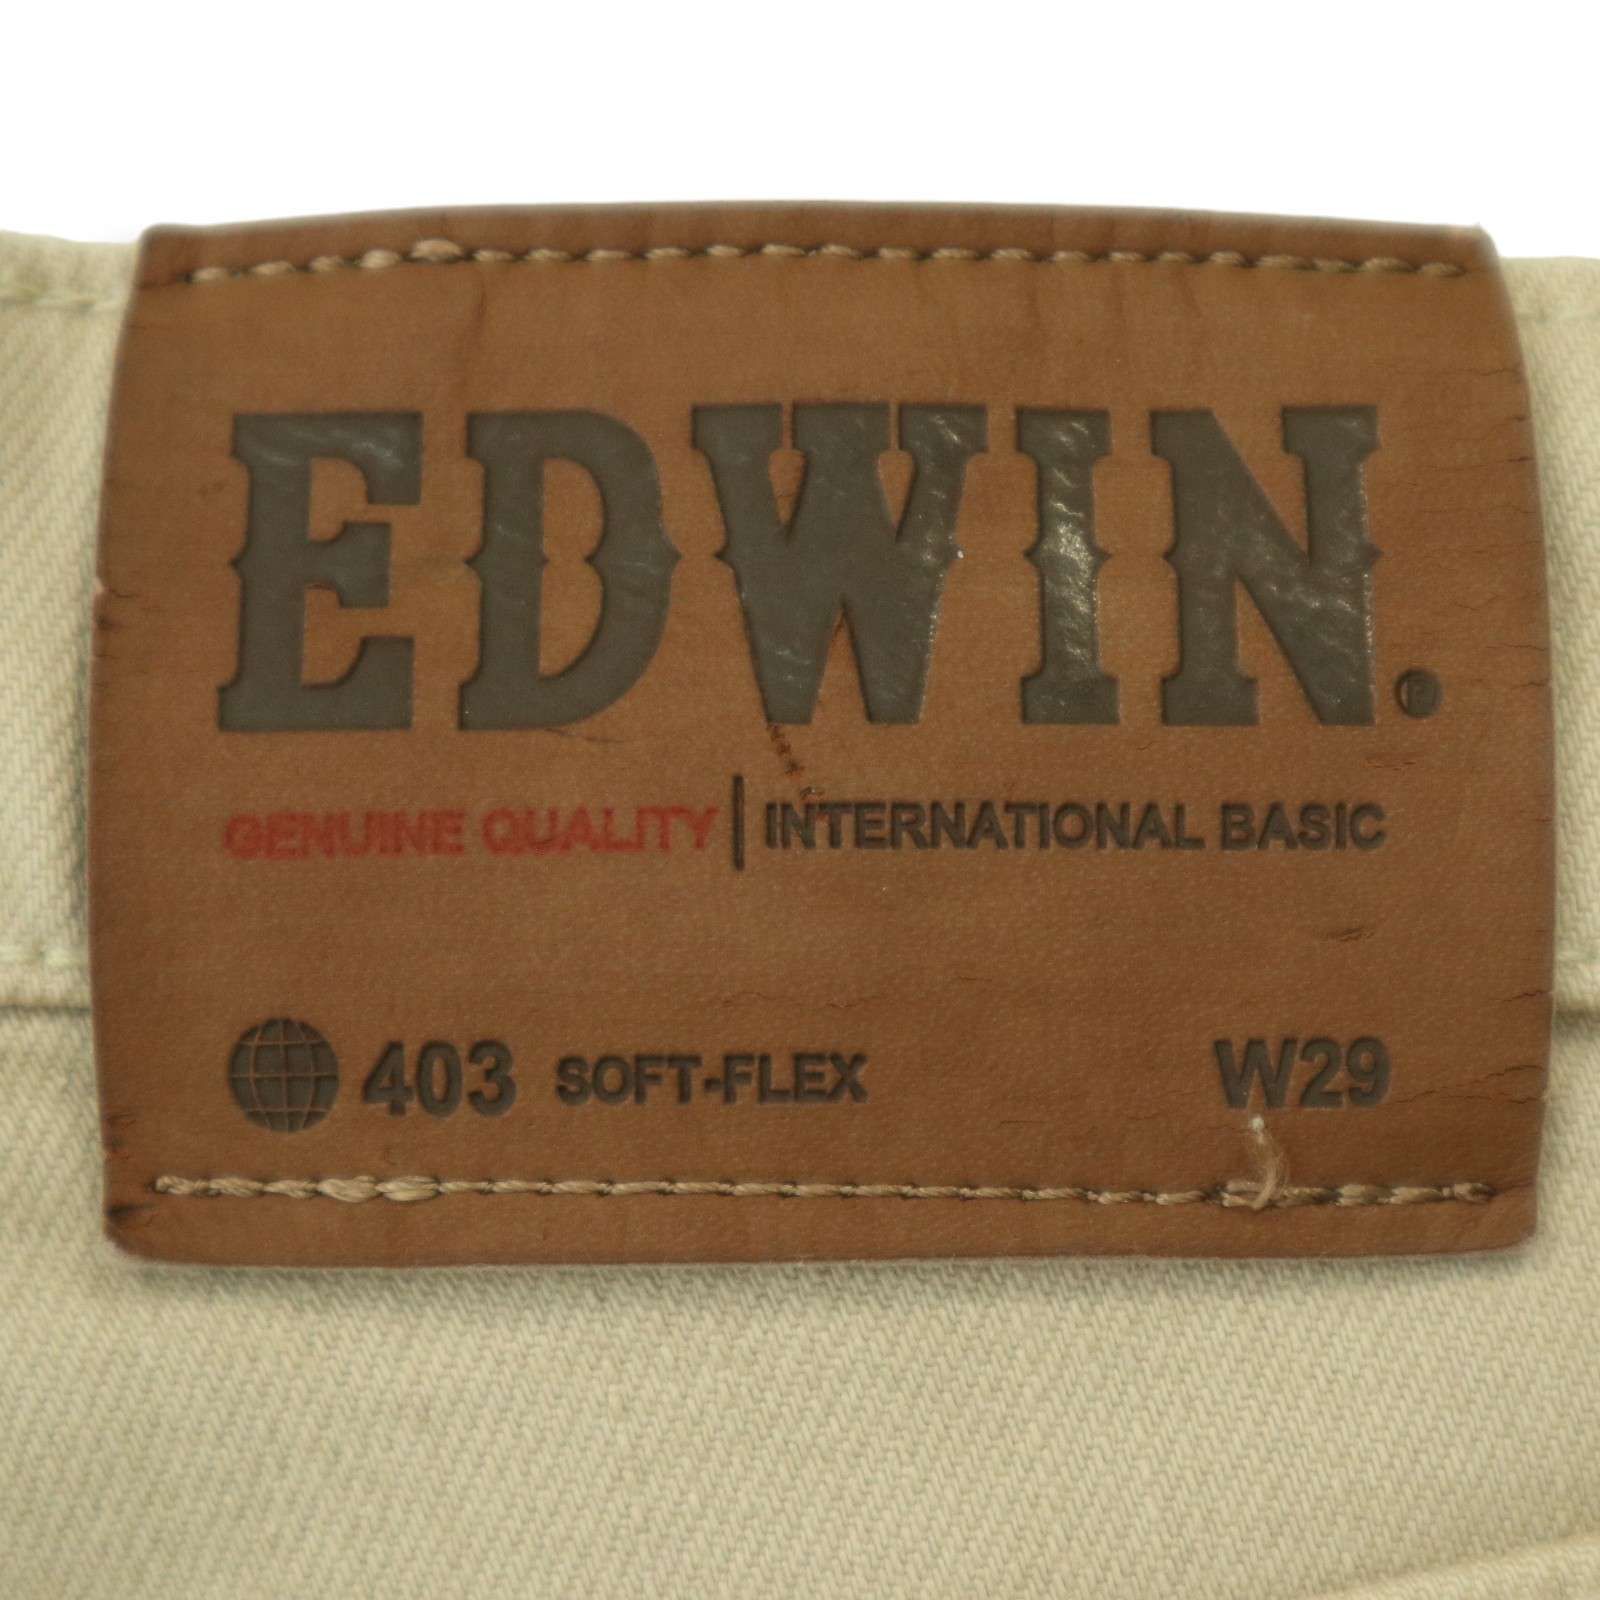 EDWIN.®
GENUINE QUALITY | INTERNATIONAL BASIC
403 SOFT-FLEX W29